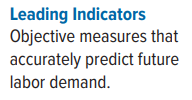 Leading Indicators
Objective measures that
accurately predict future
labor demand.